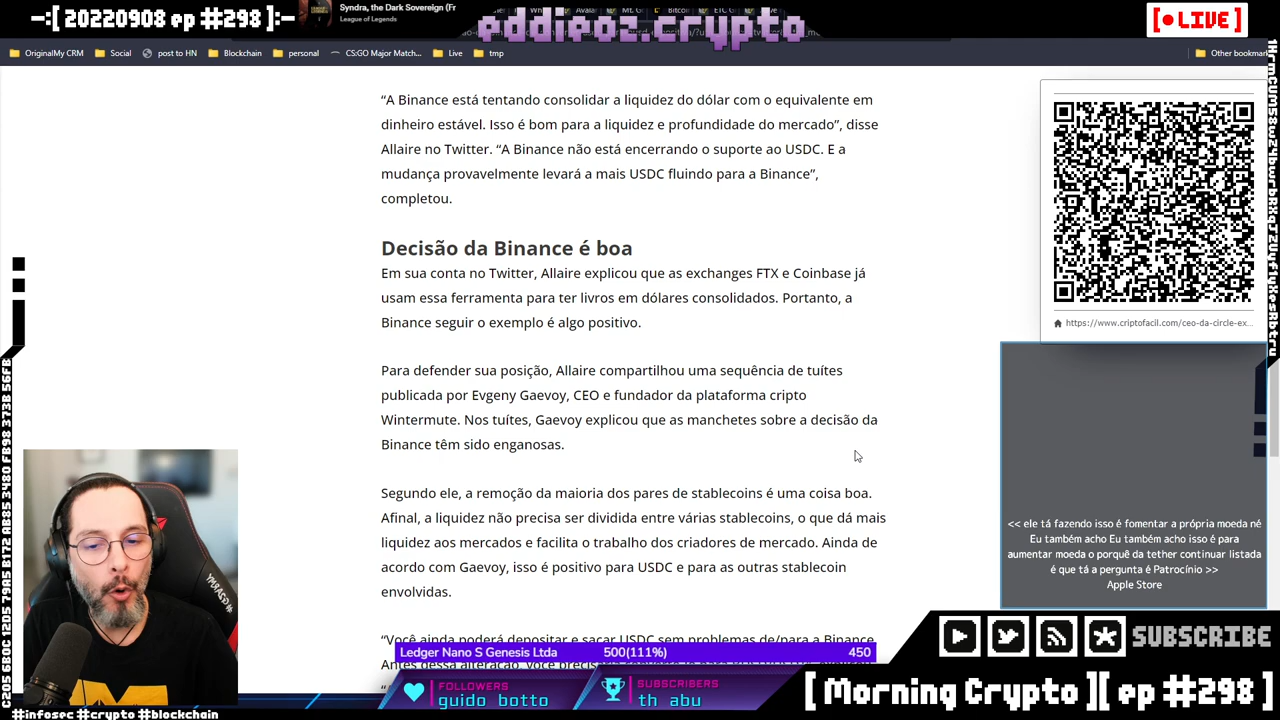 -:[ 20220908 ep #298 ]:-
Syndra, the Dark Sovereign (Fr
League of Legends
eddieoz.crypto
[ LIVE ]
OriginalMy CRM
Social
post to HN
Blockchain
personal
CS:GO Major Match...
Live
tmp
Other bookmar
“A Binance está tentando consolidar a liquidez do dólar com o equivalente em
dinheiro estável. Isso é bom para a liquidez e profundidade do mercado”, disse
Allaire no Twitter. “A Binance não está encerrando o suporte ao USDC. E a
mudança provavelmente levará a mais USDC fluindo para a Binance”,
completou.
Decisão da Binance é boa
Em sua conta no Twitter, Allaire explicou que as exchanges FTX e Coinbase já
usam essa ferramenta para ter livros em dólares consolidados. Portanto, a
Binance seguir o exemplo é algo positivo.
Para defender sua posição, Allaire compartilhou uma sequência de tuítes
publicada por Evgeny Gaevoy, CEO e fundador da plataforma cripto
Wintermute. Nos tuítes, Gaevoy explicou que as manchetes sobre a decisão da
Binance têm sido enganosas.
Segundo ele, a remoção da maioria dos pares de stablecoins é uma coisa boa.
Afinal, a liquidez não precisa ser dividida entre várias stablecoins, o que dá mais
liquidez aos mercados e facilita o trabalho dos criadores de mercado. Ainda de
acordo com Gaevoy, isso é positivo para USDC e para as outras stablecoin
envolvidas.
“Você ainda poderá depositar e sacar USDC sem problemas de/para a Binance.
https://www.criptofacil.com/ceo-da-circle-ex...
<< ele tá fazendo isso é fomentar a própria moeda né
Eu também acho Eu também acho isso é para
aumentar moeda o porquê da tether continuar listada
é que tá a pergunta é Patrocínio >>
Apple Store
Ledger Nano S Genesis Ltda 500(111%) 450
FOLLOWERS
guido botto
SUBSCRIBERS
th abu
SUBSCRIBE
[ Morning Crypto ][ ep #298 ]
#infosec #crypto #blockchain